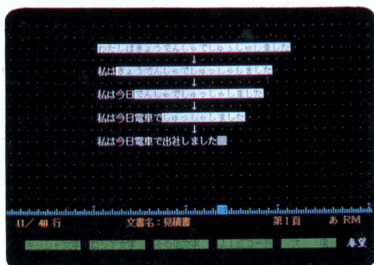 わたしはきょうでんしゃでしゅっしゃしました
↓
私はきょうでんしゃでしゅっしゃしました
↓
私は今日でんしゃでしゅっしゃしました
↓
私は今日電車でしゅっしゃしました
↓
私は今日電車で出社しました
11/ 40 行 文書名:見積書 第1頁 あ RM
春望